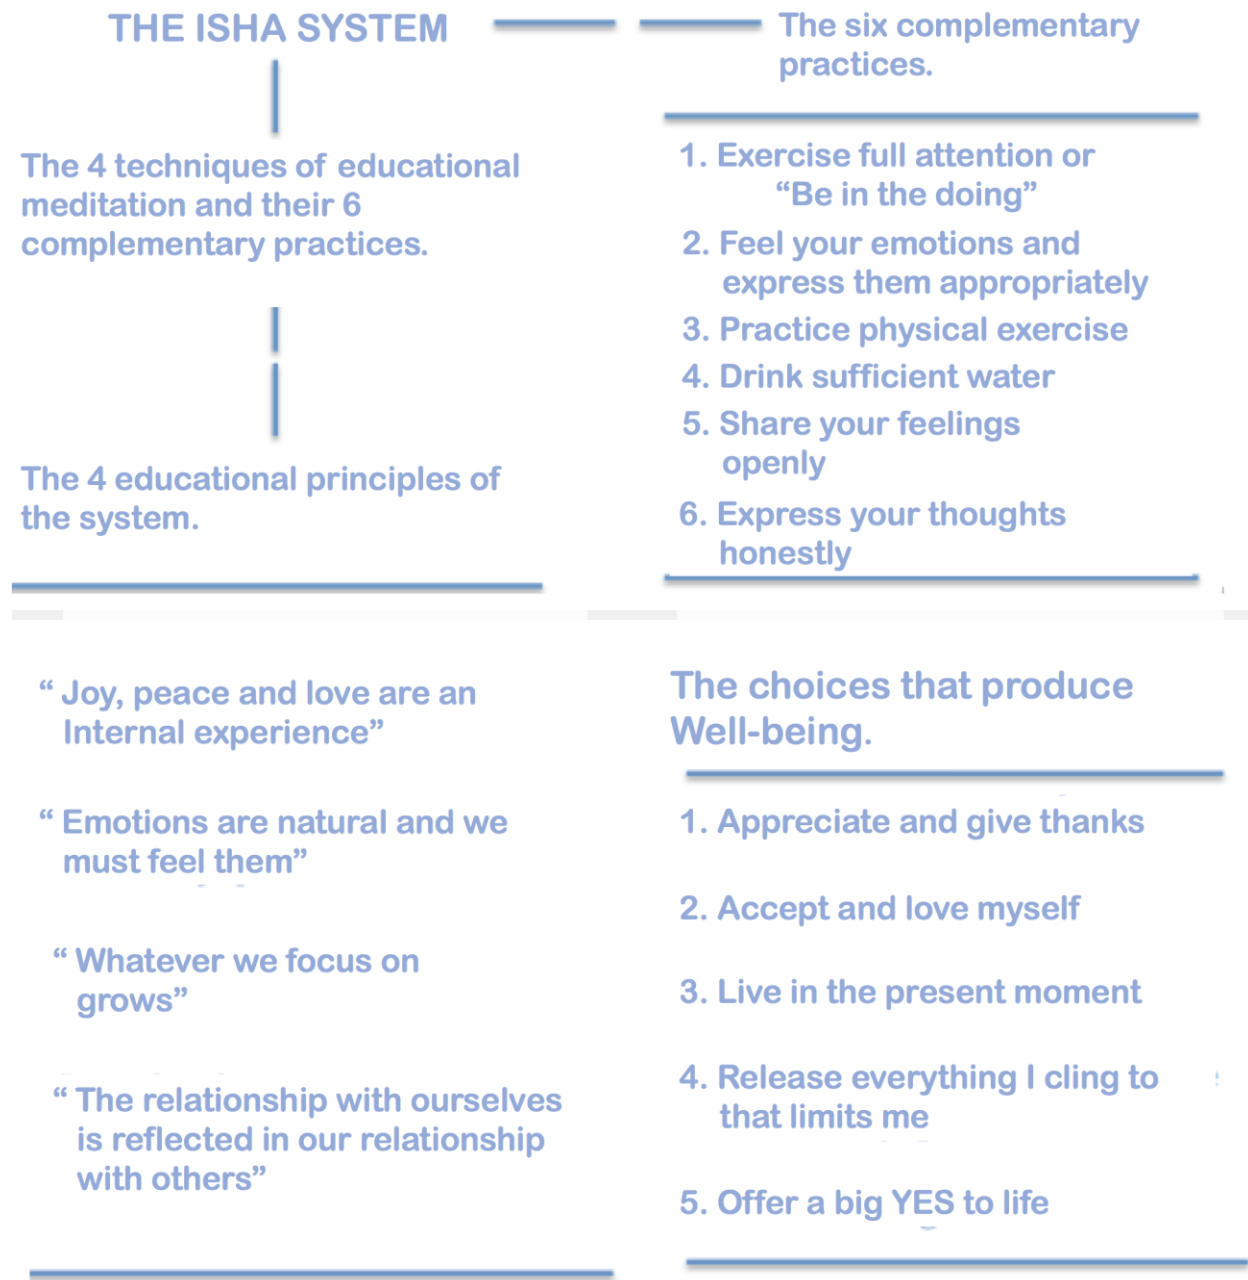 THE ISHA SYSTEM
The 4 techniques of educational
meditation and their 6
complementary practices.
The 4 educational principles of
the system.
The six complementary
practices.
1. Exercise full attention or
“Be in the doing”
2. Feel your emotions and
express them appropriately
3. Practice physical exercise
4. Drink sufficient water
5. Share your feelings
openly
6. Express your thoughts
honestly
“ Joy, peace and love are an
Internal experience”
“ Emotions are natural and we
must feel them”
“ Whatever we focus on
grows”
“ The relationship with ourselves
is reflected in our relationship
with others”
The choices that produce
Well-being.
1. Appreciate and give thanks
2. Accept and love myself
3. Live in the present moment
4. Release everything I cling to
that limits me
5. Offer a big YES to life